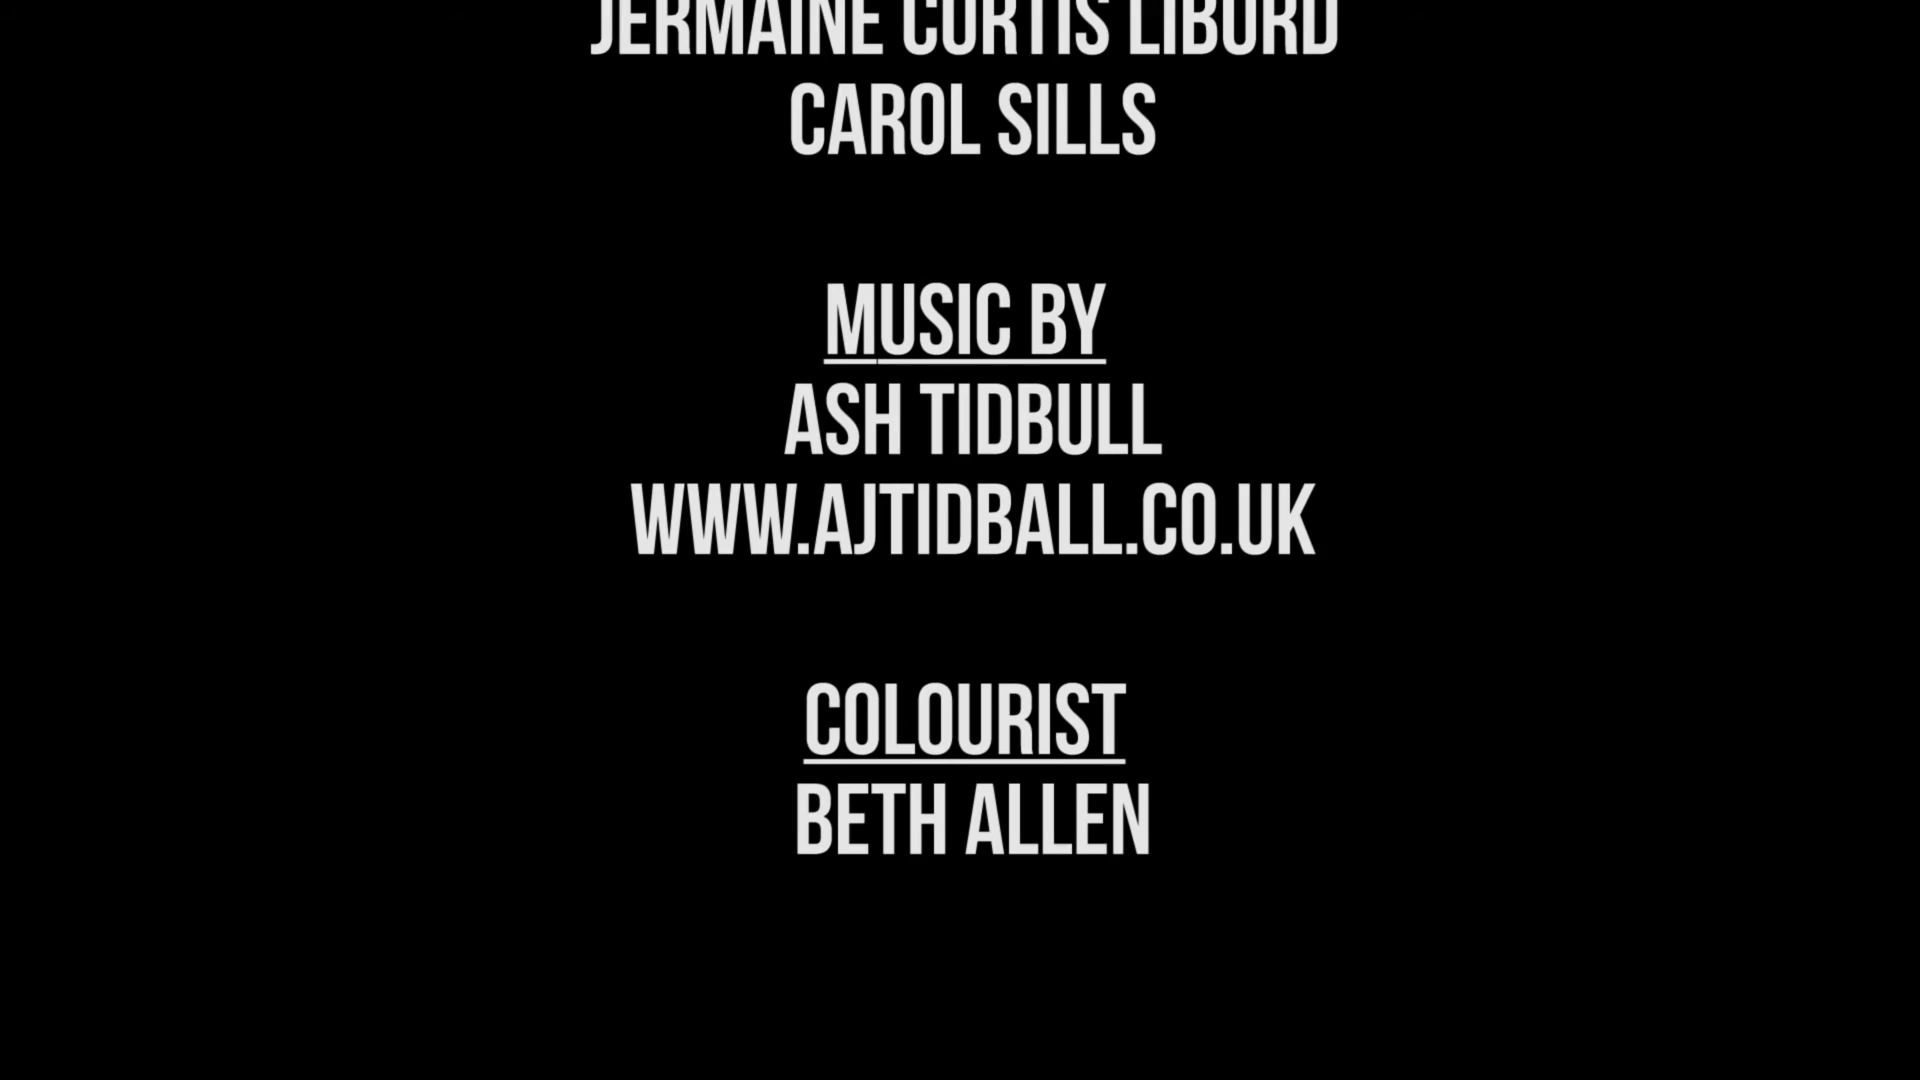 JERMAINE CURTIS LIBURD
CAROL SILLS
MUSIC BY
ASH TIDBULL
WWW.AJTIDBALL.CO.UK
COLOURIST
BETH ALLEN